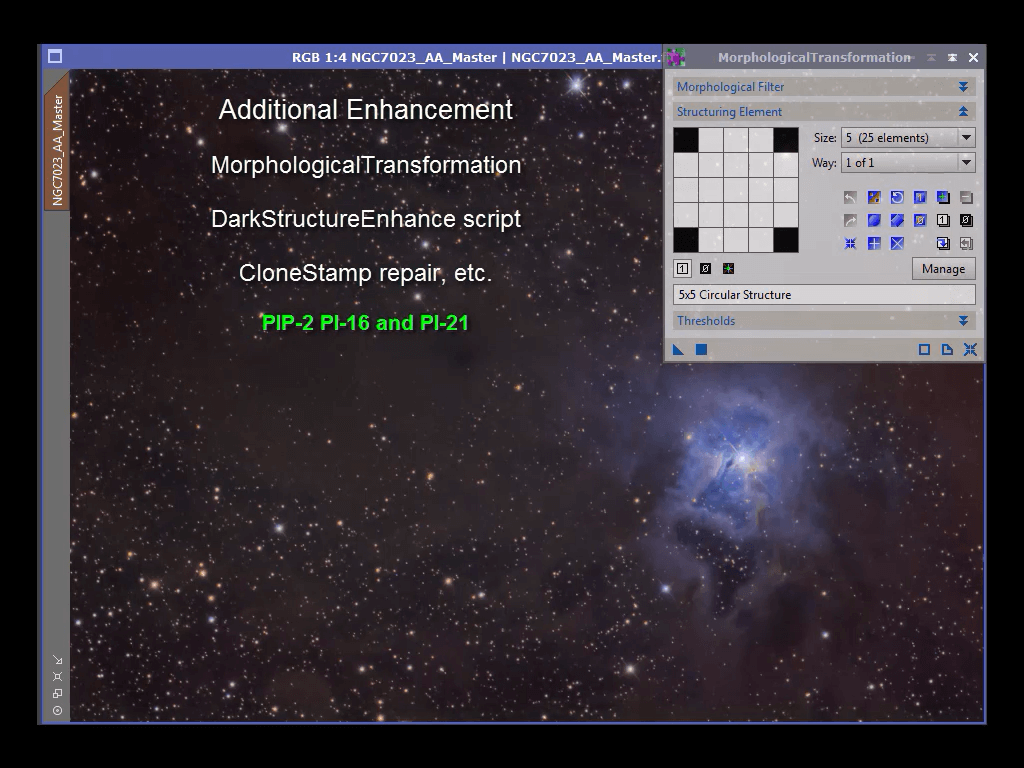 RGB 1:4 NGC7023_AA_Master | NGC7023_AA_Master.
MorphologicalTransformation
NGC7023_AA_Master
Additional Enhancement
MorphologicalTransformation
DarkStructureEnhance script
CloneStamp repair, etc.
PIP-2 PI-16 and PI-21
Morphological Filter
Structuring Element
Size: 5 (25 elements)
Way: 1 of 1
Manage
5x5 Circular Structure
Thresholds